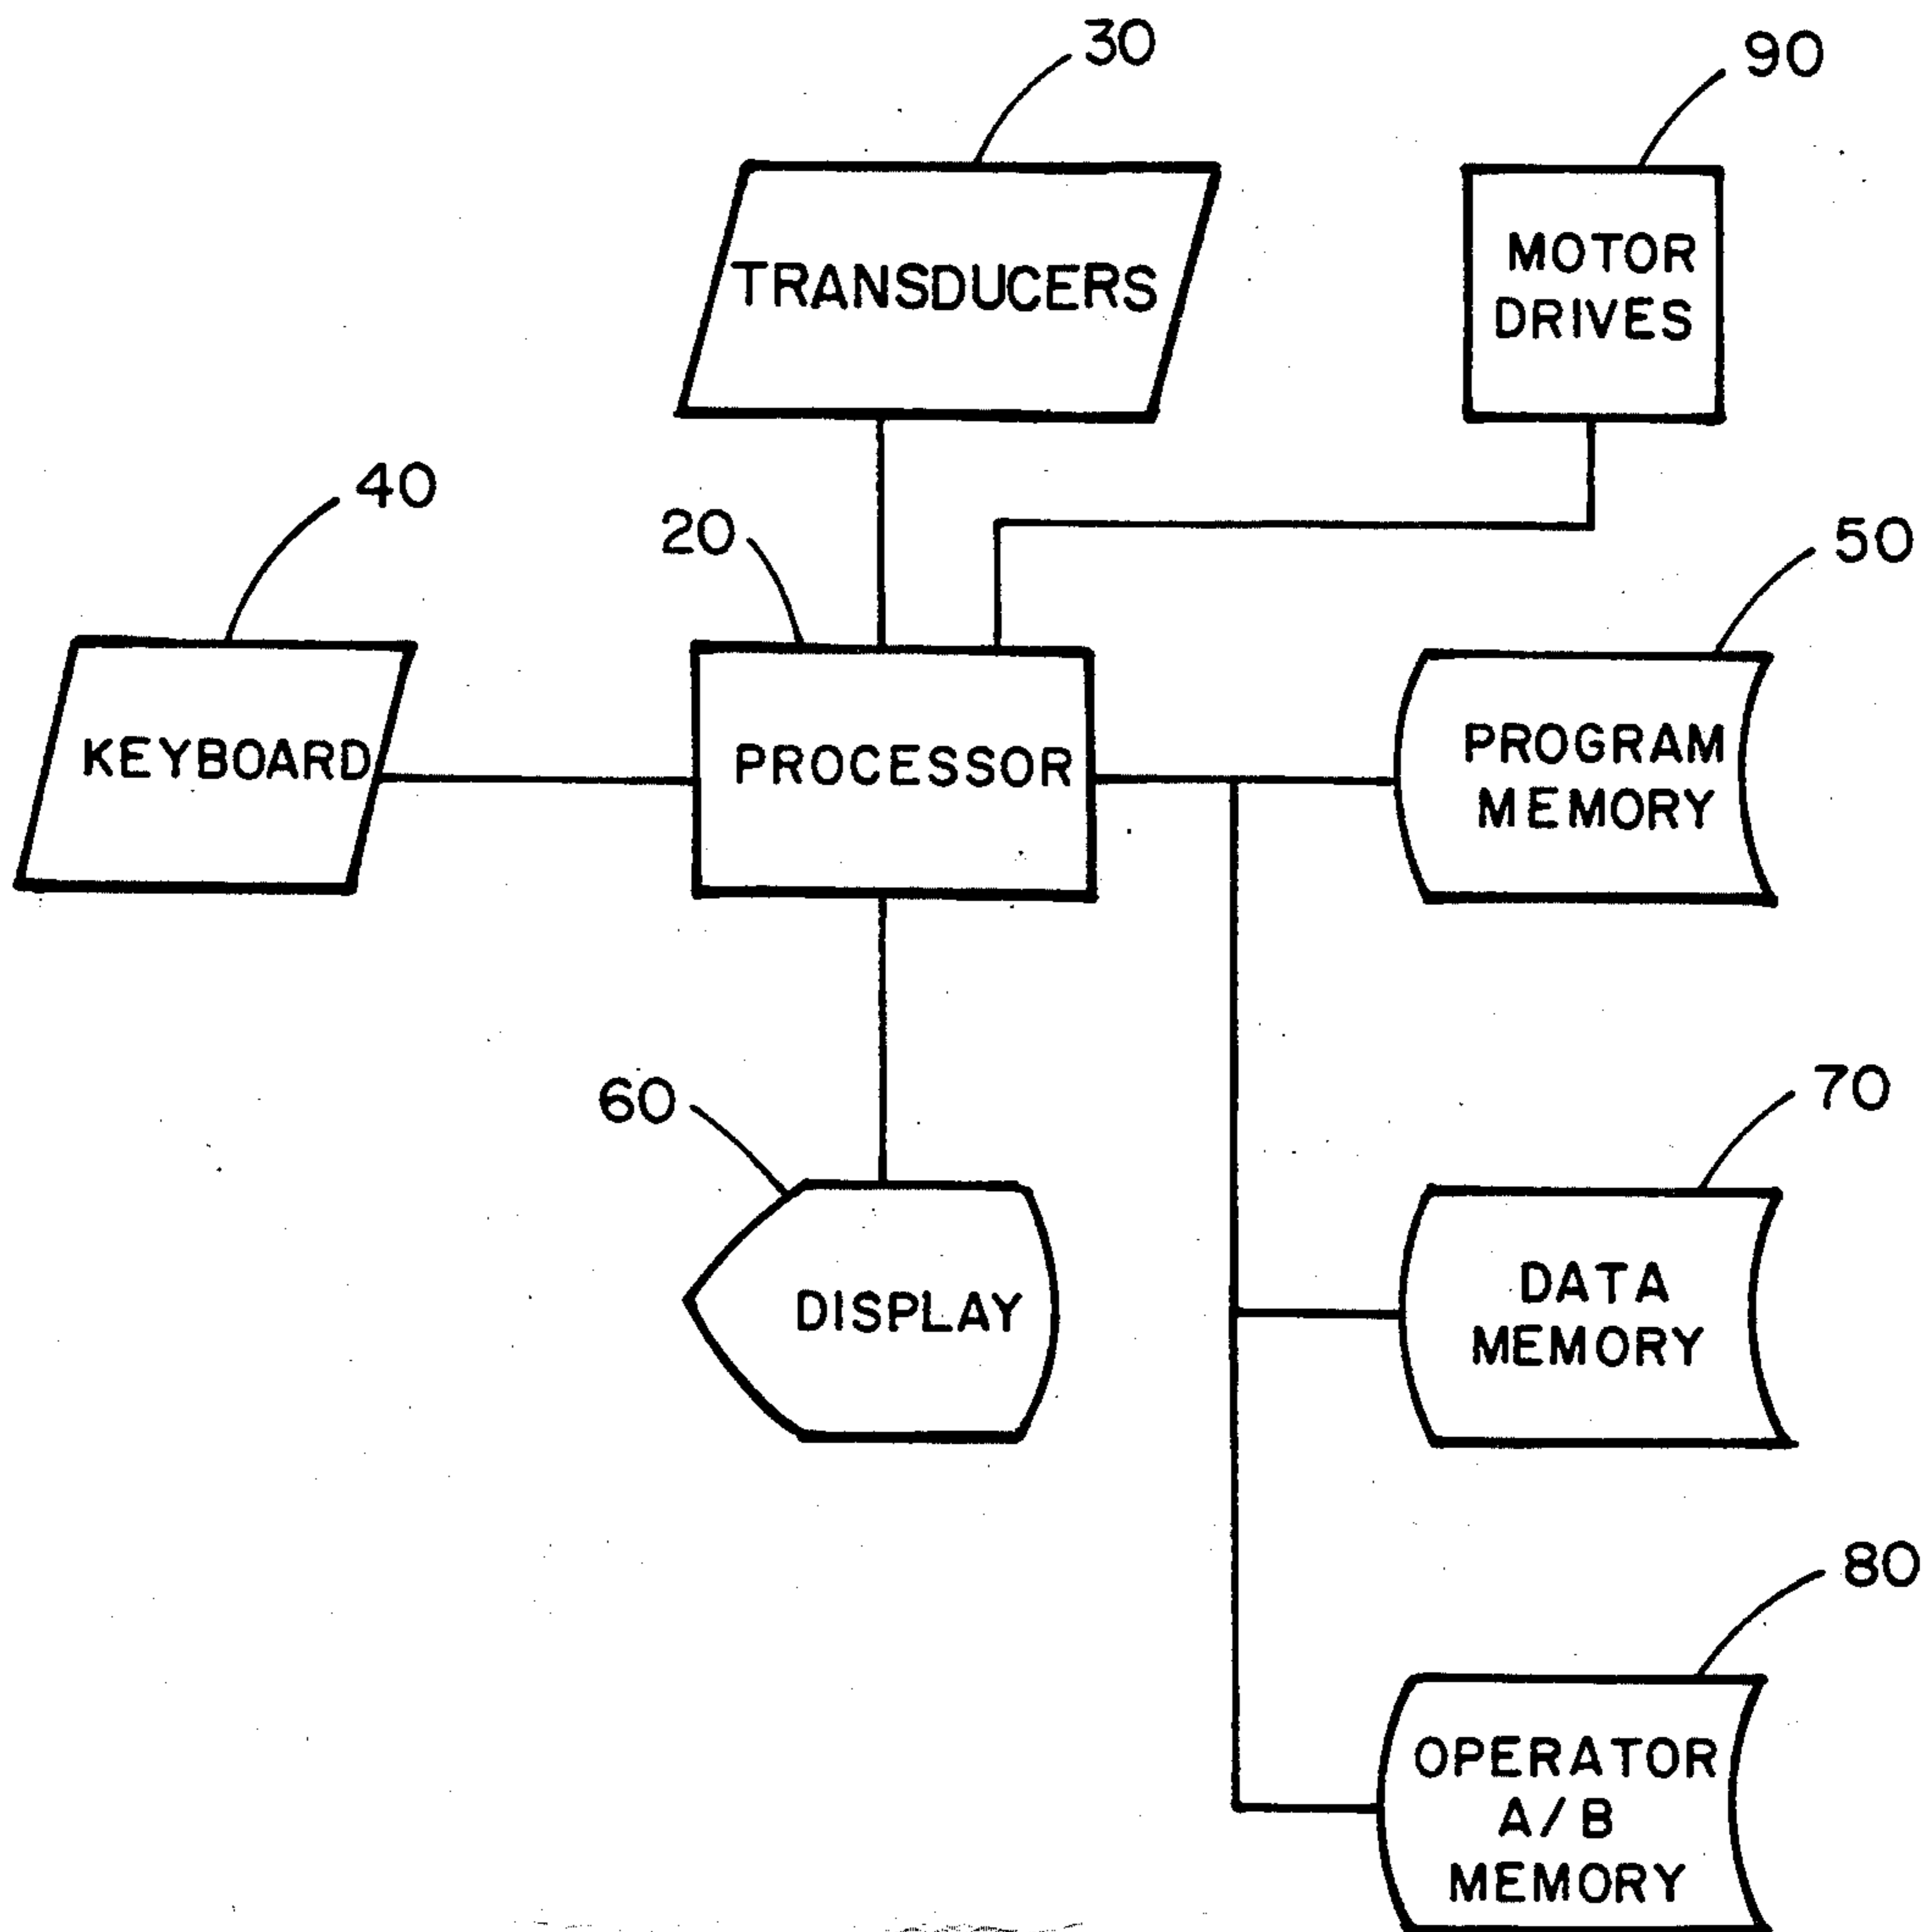 30
90
TRANSDUCERS
MOTOR
DRIVES
40
20
50
KEYBOARD
PROCESSOR
PROGRAM
MEMORY
60
70
DISPLAY
DATA
MEMORY
80
OPERATOR
A/B
MEMORY